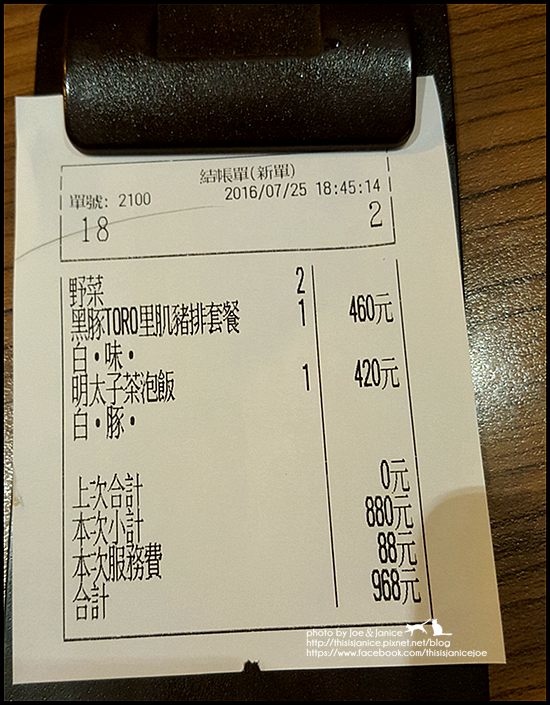 結帳單(新單)
單號: 2100 2016/07/25 18:45:14
18 2
野菜 2
黑豚TORO里肌豬排套餐 1 460元
白·味·
明太子茶泡飯 1 420元
白·豚·
上次合計 0元
本次小計 880元
本次服務費 88元
合計 968元
photo by Joe & Janice
http://thisisjanice.pixnet.net/blog
https://www.facebook.com/thisisjanicejoe